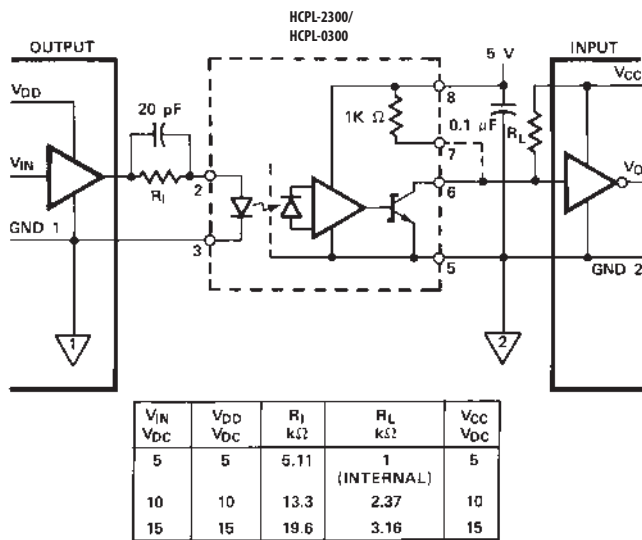 HCPL-2300/
HCPL-0300
OUTPUT
INPUT
5 V
VDD
VCC
20 pF
8
1K Ω
0.1 µF
RL
7
VIN
2
6
VO
RI
GND 1
3
5
GND 2
1
2
VIN VDC VDD VDC RI kΩ RL kΩ VCC VDC
5 5 5.11 1 (INTERNAL) 5
10 10 13.3 2.37 10
15 15 19.6 3.16 15